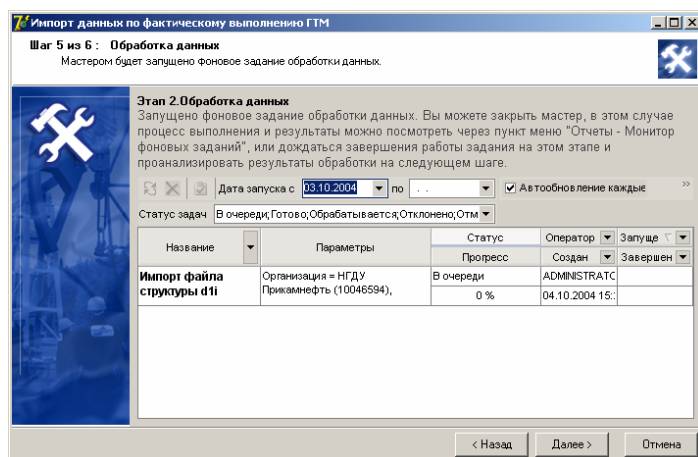 Импорт данных по фактическому выполнению ГТМ
Шаг 5 из 6 : Обработка данных
Мастером будет запущено фоновое задание обработки данных.
Этап 2.Обработка данных
Запущено фоновое задание обработки данных. Вы можете закрыть мастер, в этом случае
процесс выполнения и результаты можно посмотреть через пункт меню "Отчеты - Монитор
фоновых заданий", или дождаться завершения работы задания на этом этапе и
проанализировать результаты обработки на следующем шаге.
Дата запуска с 03.10.2004 по . . Автообновление каждые »
Статус задач В очереди;Готово;Обрабатывается;Отклонено;Отм
Название Параметры Статус Оператор Запуще
Прогресс Создан Завершен
Импорт файла Организация = НГДУ В очереди ADMINISTRATC
структуры d1i Прикамнефть (10046594), 0 % 04.10.2004 15:
< Назад Далее > Отмена